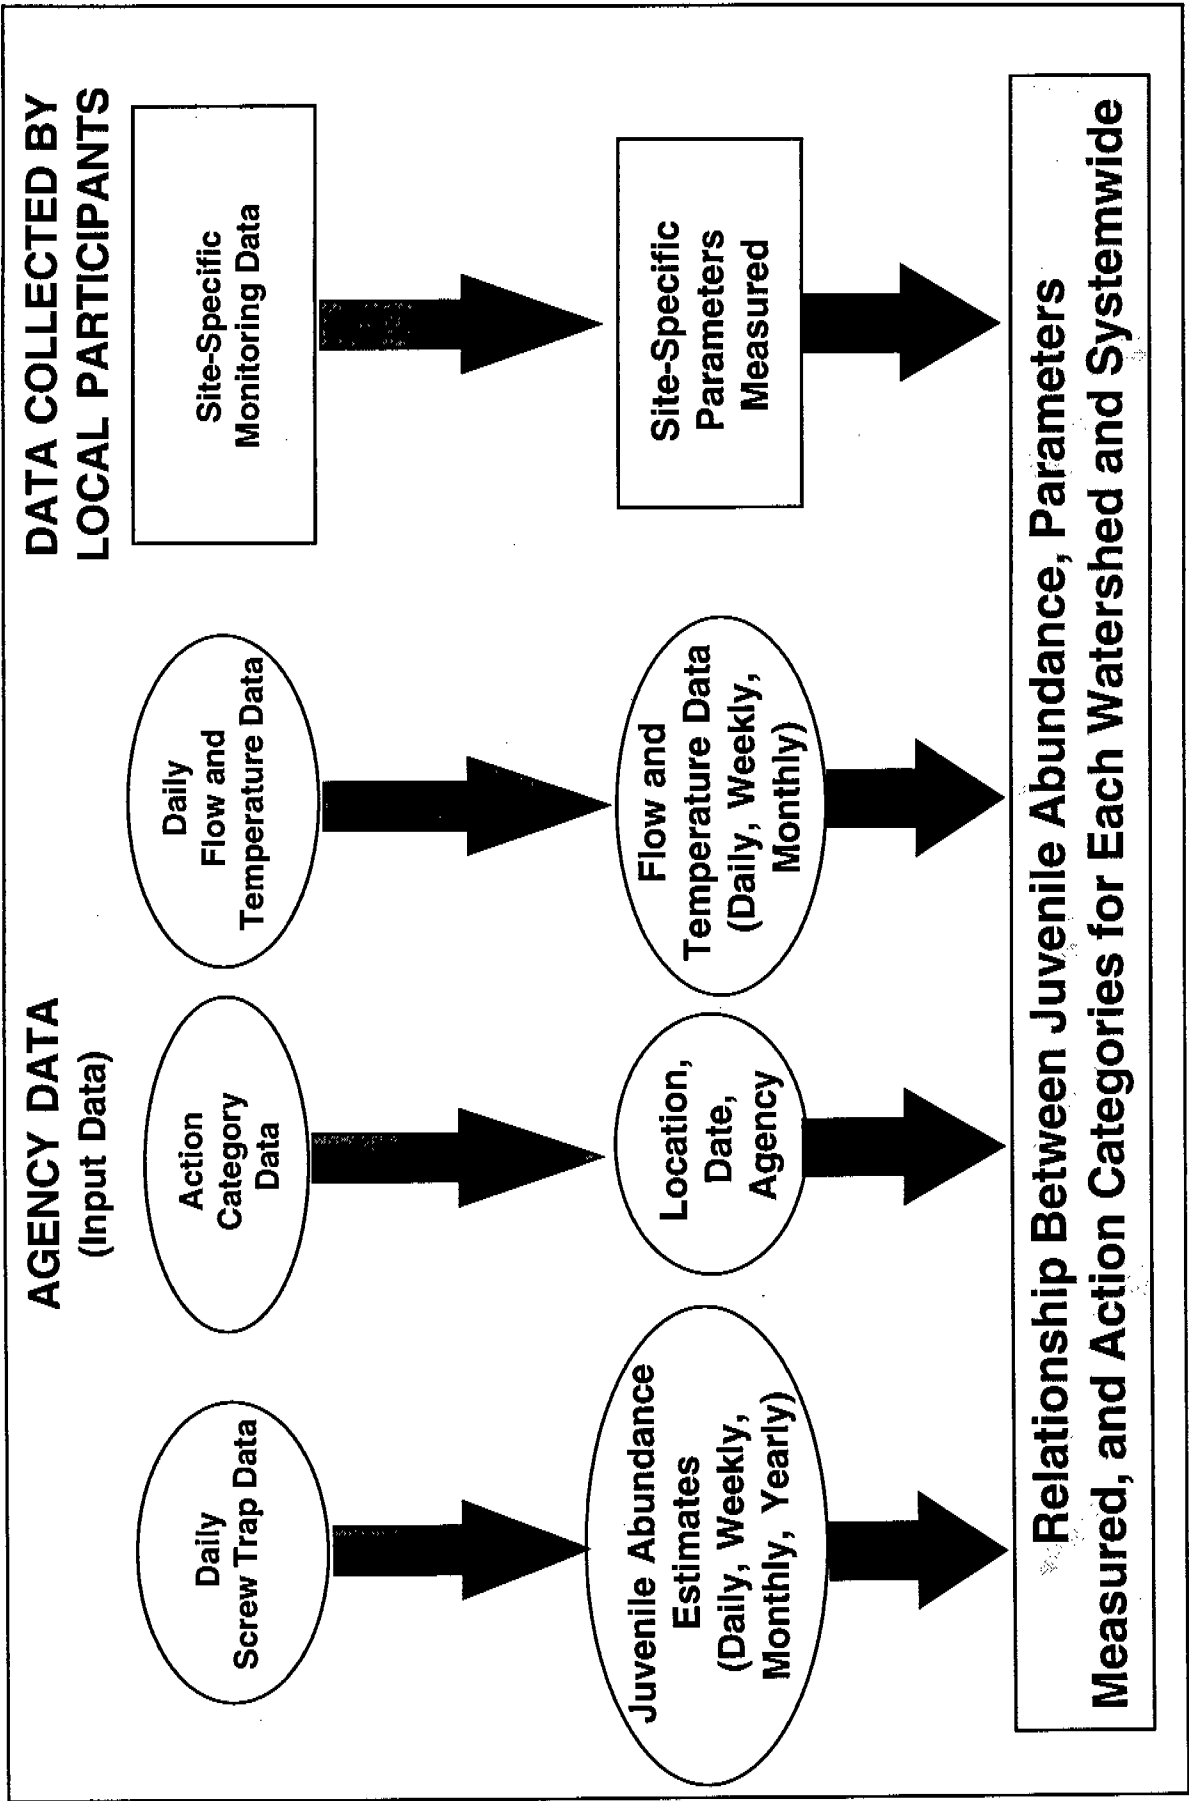 AGENCY DATA
(Input Data)
DATA COLLECTED BY
LOCAL PARTICIPANTS
Daily
Screw Trap Data
Action
Category
Data
Daily
Flow and
Temperature Data
Site-Specific
Monitoring Data
Juvenile Abundance
Estimates
(Daily, Weekly,
Monthly, Yearly)
Location,
Date,
Agency
Flow and
Temperature Data
(Daily, Weekly,
Monthly)
Site-Specific
Parameters
Measured
Relationship Between Juvenile Abundance, Parameters
Measured, and Action Categories for Each Watershed and Systemwide